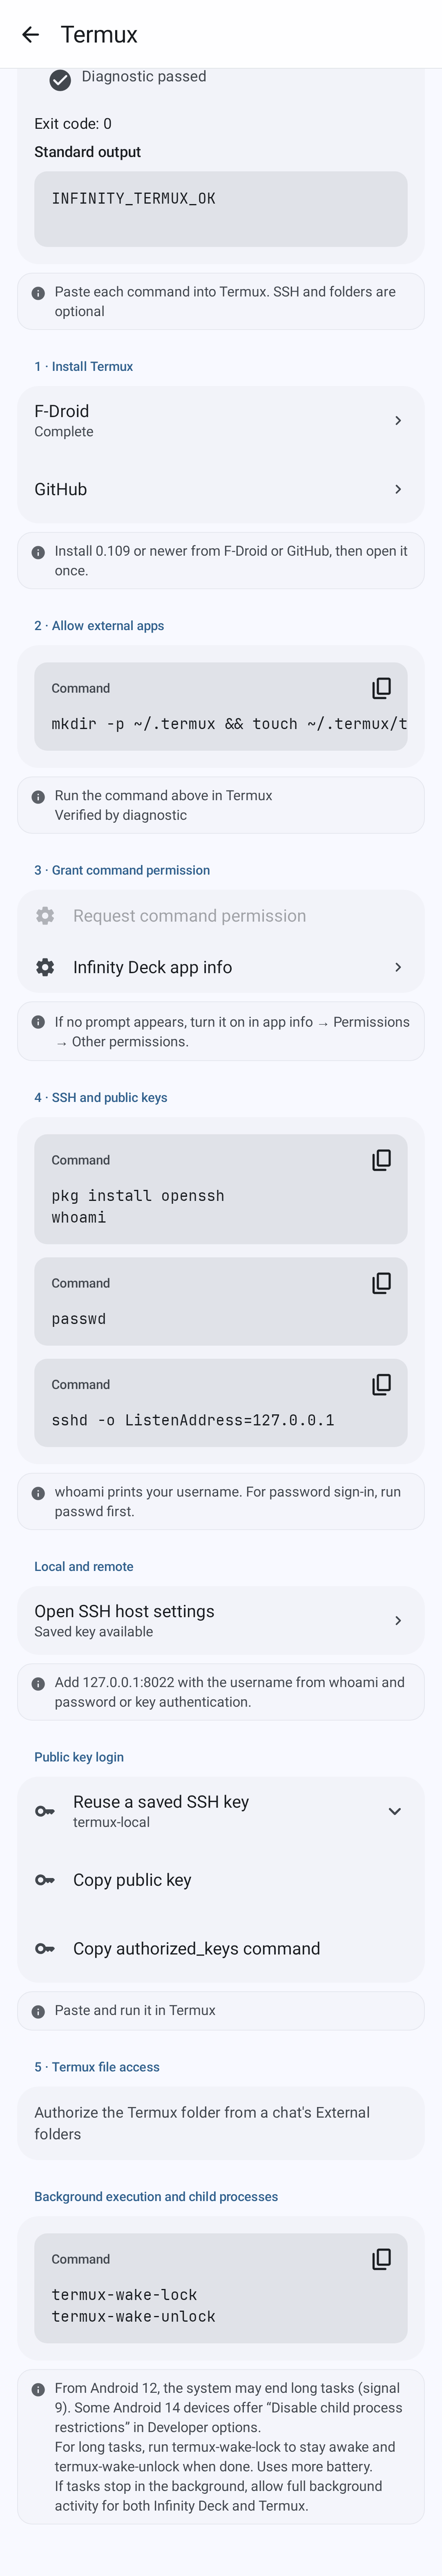 Termux
Diagnostic passed
Exit code: 0
Standard output
INFINITY_TERMUX_OK
Paste each command into Termux. SSH and folders are
optional
1 · Install Termux
F-Droid
Complete
GitHub
Install 0.109 or newer from F-Droid or GitHub, then open it
once.
2 · Allow external apps
Command
mkdir -p ~/.termux && touch ~/.termux/t
Run the command above in Termux
Verified by diagnostic
3 · Grant command permission
Request command permission
Infinity Deck app info
If no prompt appears, turn it on in app info → Permissions
→ Other permissions.
4 · SSH and public keys
Command
pkg install openssh
whoami
Command
passwd
Command
sshd -o ListenAddress=127.0.0.1
whoami prints your username. For password sign-in, run
passwd first.
Local and remote
Open SSH host settings
Saved key available
Add 127.0.0.1:8022 with the username from whoami and
password or key authentication.
Public key login
Reuse a saved SSH key
termux-local
Copy public key
Copy authorized_keys command
Paste and run it in Termux
5 · Termux file access
Authorize the Termux folder from a chat's External
folders
Background execution and child processes
Command
termux-wake-lock
termux-wake-unlock
From Android 12, the system may end long tasks (signal
9). Some Android 14 devices offer “Disable child process
restrictions” in Developer options.
For long tasks, run termux-wake-lock to stay awake and
termux-wake-unlock when done. Uses more battery.
If tasks stop in the background, allow full background
activity for both Infinity Deck and Termux.